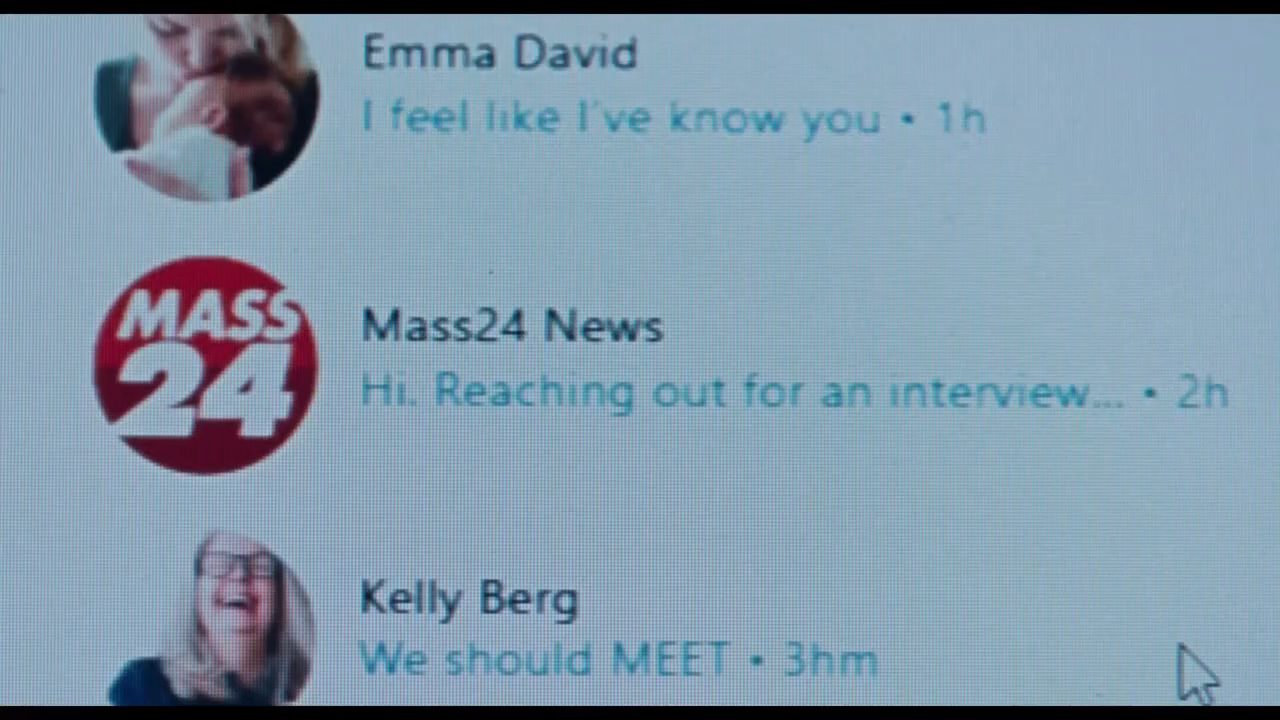 Emma David
I feel like I've know you • 1h
MASS
24
Mass24 News
Hi. Reaching out for an interview... • 2h
Kelly Berg
We should MEET • 3hm